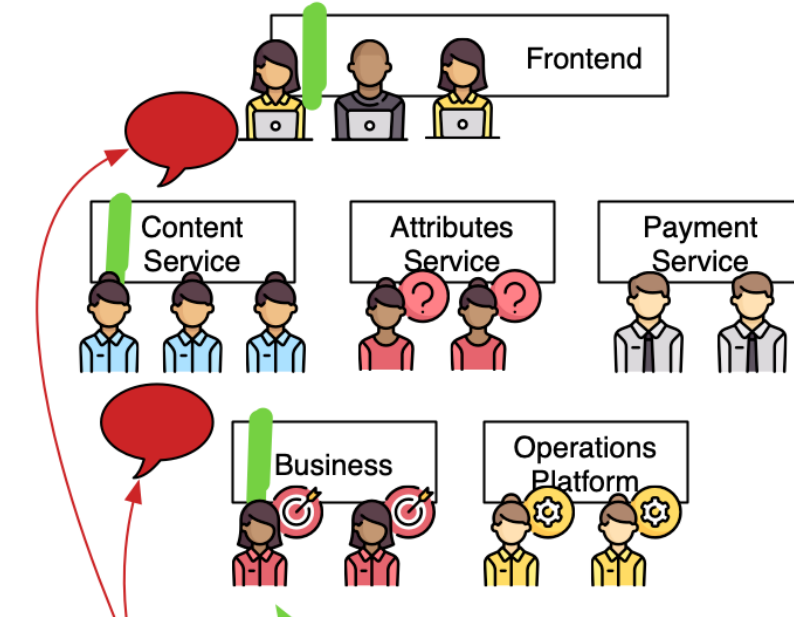 Frontend
Content
Service
Attributes
Service
Payment
Service
Business
Operations
Platform